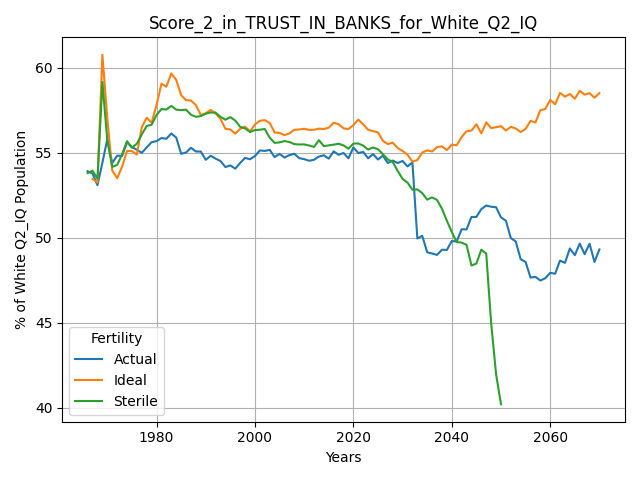 Score_2_in_TRUST_IN_BANKS_for_White_Q2_IQ
% of White Q2_IQ Population
60
55
50
45
40
Fertility
Actual
Ideal
Sterile
1980
2000
2020
2040
2060
Years